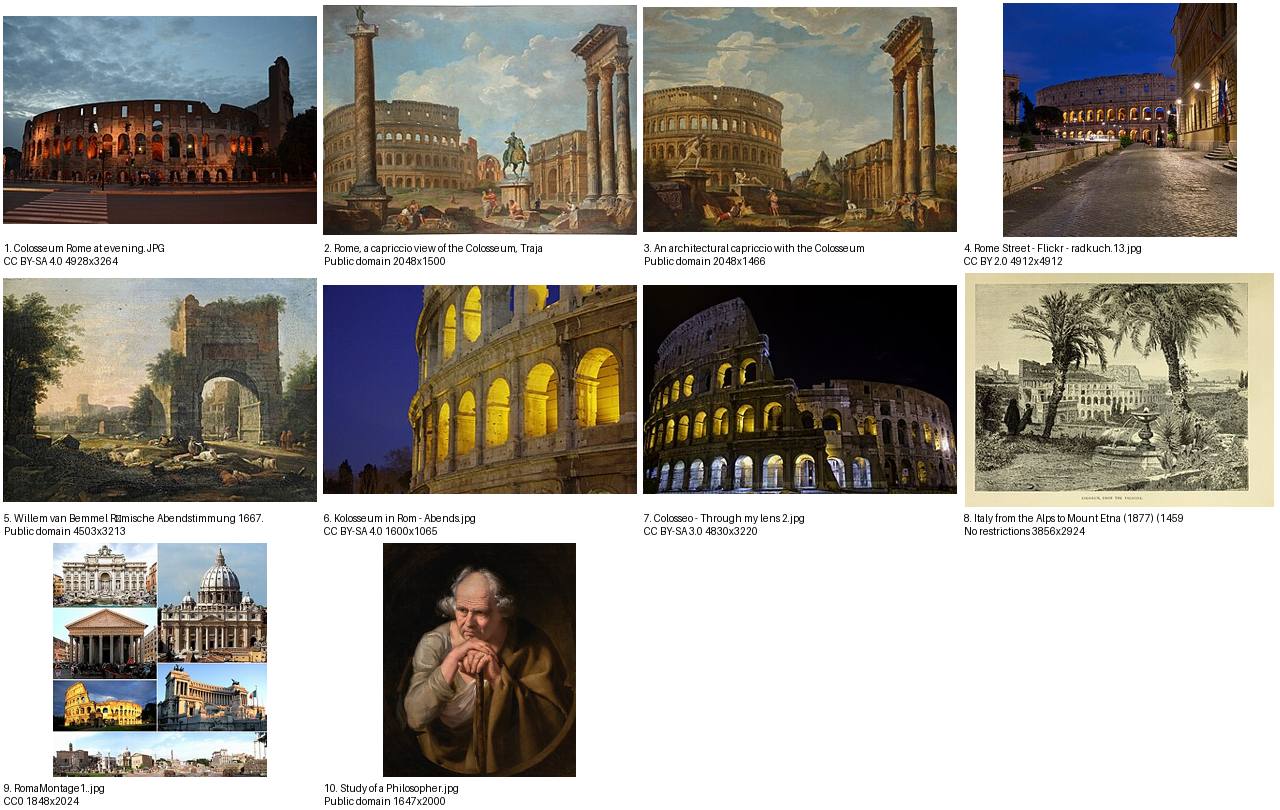 1. Colosseum Rome at evening.JPG
CC BY-SA 4.0 4928x3264
2. Rome, a capriccio view of the Colosseum, Traja
Public domain 2048x1500
3. An architectural capriccio with the Colosseum
Public domain 2048x1466
4. Rome Street - Flickr - radkuch.13.jpg
CC BY 2.0 4912x4912
5. Willem van Bemmel Römische Abendstimmung 1667.
Public domain 4503x3213
6. Kolosseum in Rom - Abends.jpg
CC BY-SA 4.0 1600x1065
7. Colosseo - Through my lens 2.jpg
CC BY-SA 3.0 4830x3220
COLOSSEUM, FROM THE PALATINE.
8. Italy from the Alps to Mount Etna (1877) (1459
No restrictions 3856x2924
9. RomaMontage1..jpg
CC0 1848x2024
10. Study of a Philosopher.jpg
Public domain 1647x2000